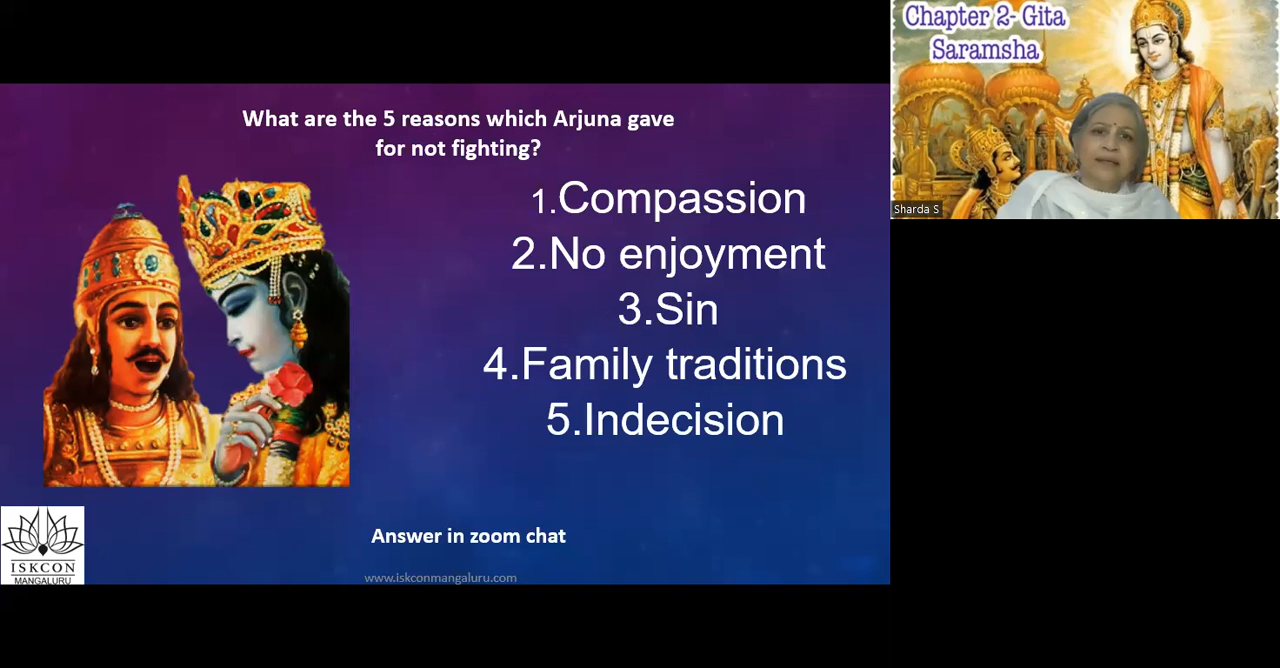 What are the 5 reasons which Arjuna gave
for not fighting?
1.Compassion
2.No enjoyment
3.Sin
4.Family traditions
5.Indecision
Answer in zoom chat
www.iskconmangaluru.com
ISKCON
MANGALURU
Chapter 2- Gita
Saramsha
Sharda S